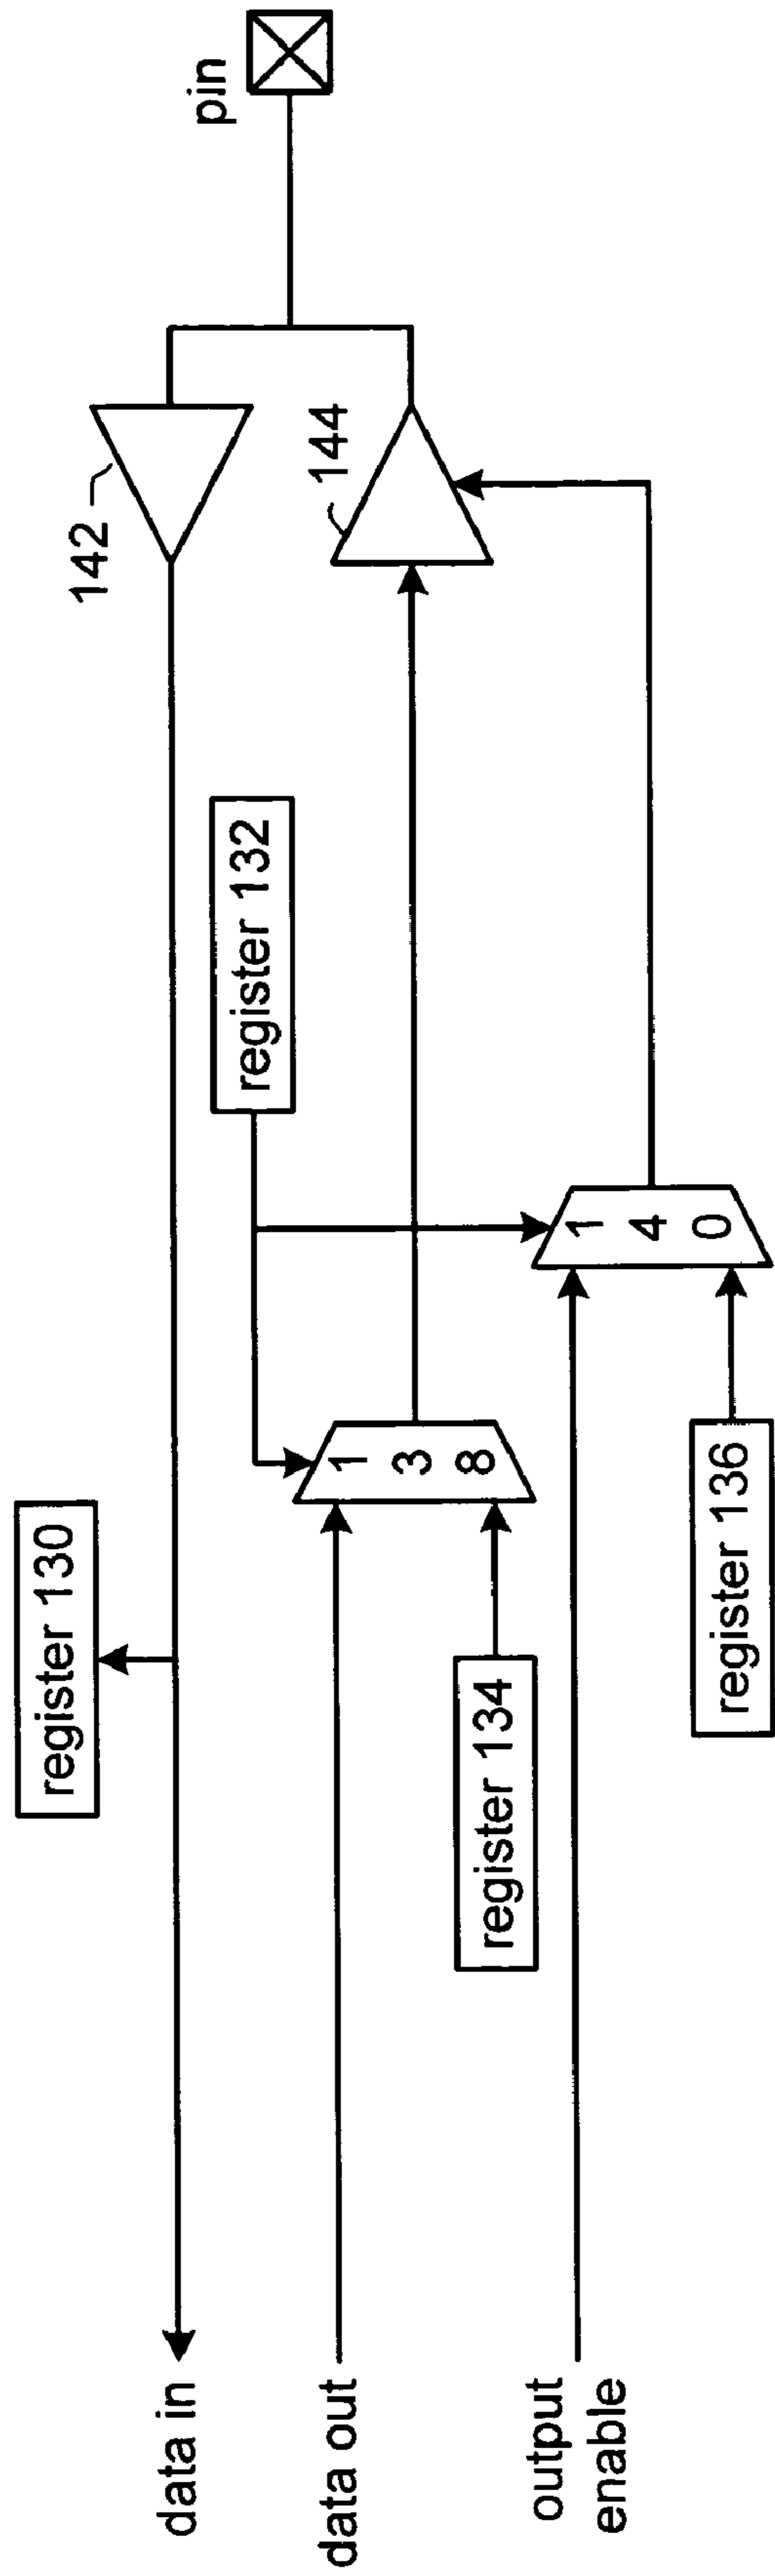 register 130
data in
142
pin
register 132
144
data out
1
3
8
register 134
output
enable
1
4
0
register 136